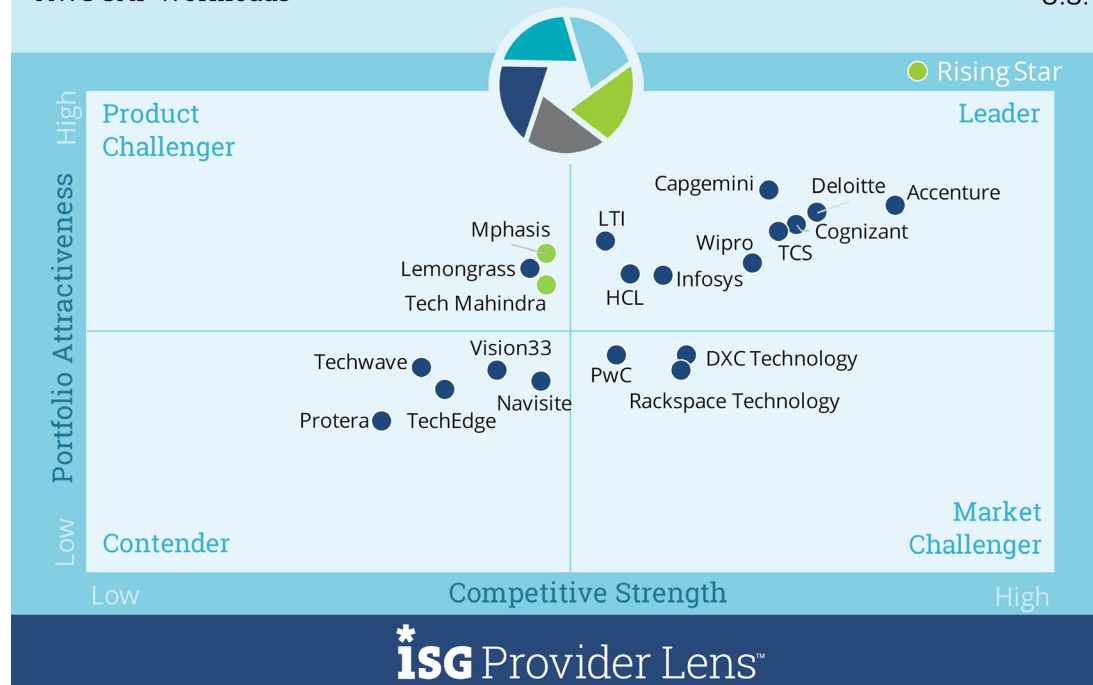 Rising Star
High
Product
Challenger
Leader
Portfolio Attractiveness
Capgemini
Deloitte
Accenture
LTI
Mphasis
Cognizant
Wipro
TCS
Lemongrass
Infosys
Tech Mahindra
HCL
Vision33
Techwave
DXC Technology
PwC
Navisite
Rackspace Technology
Protera
TechEdge
Low
Contender
Market
Challenger
Low
Competitive Strength
High
*ISG Provider Lens™